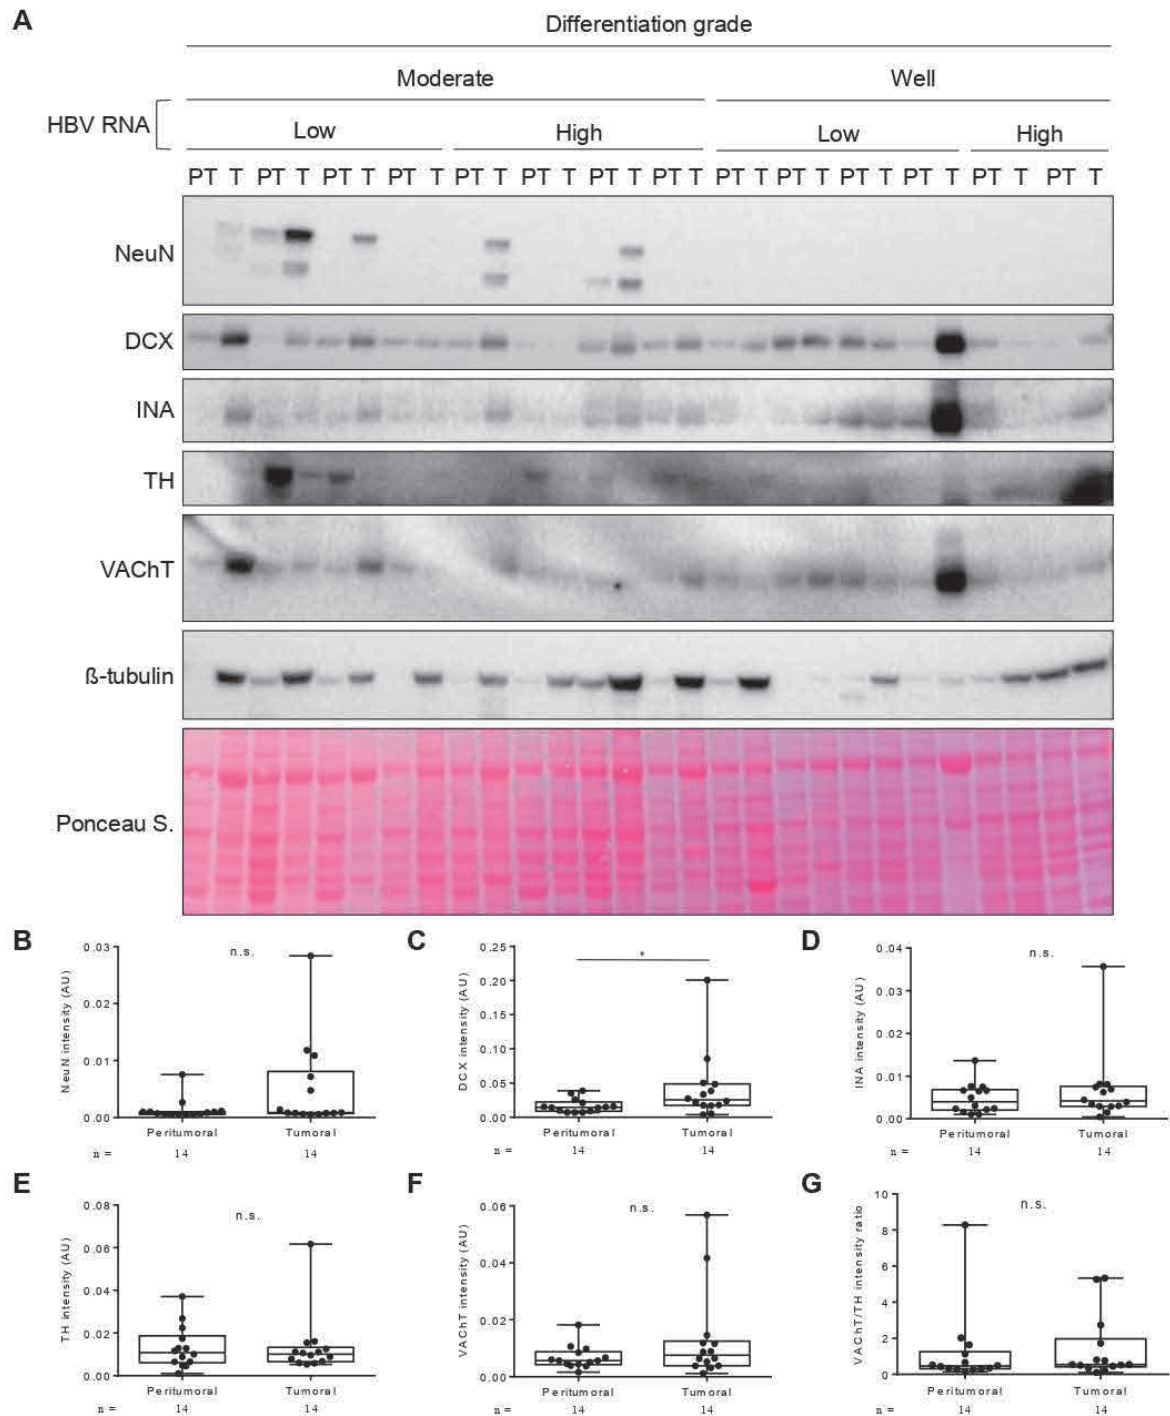 A
Differentiation grade
Moderate
Well
HBV RNA
Low
High
Low
High
PT T PT T PT T PT T PT T PT T PT T PT T PT T PT T PT T PT T PT T PT T
NeuN
DCX
INA
TH
VAChT
ß-tubulin
Ponceau S.
B
NeuN intensity (AU)
0.03
0.02
0.01
0.00
n.s.
Peritumoral Tumoral
n = 14 14
C
DCX intensity (AU)
0.25
0.20
0.15
0.10
0.05
0.00
*
Peritumoral Tumoral
n = 14 14
D
INA intensity (AU)
0.04
0.03
0.02
0.01
0.00
n.s.
Peritumoral Tumoral
n = 14 14
E
TH intensity (AU)
0.08
0.06
0.04
0.02
0.00
n.s.
Peritumoral Tumoral
n = 14 14
F
VAChT intensity (AU)
0.06
0.04
0.02
0.00
n.s.
Peritumoral Tumoral
n = 14 14
G
VAChT/TH intensity ratio
10
8
6
4
2
0
n.s.
Peritumoral Tumoral
n = 14 14